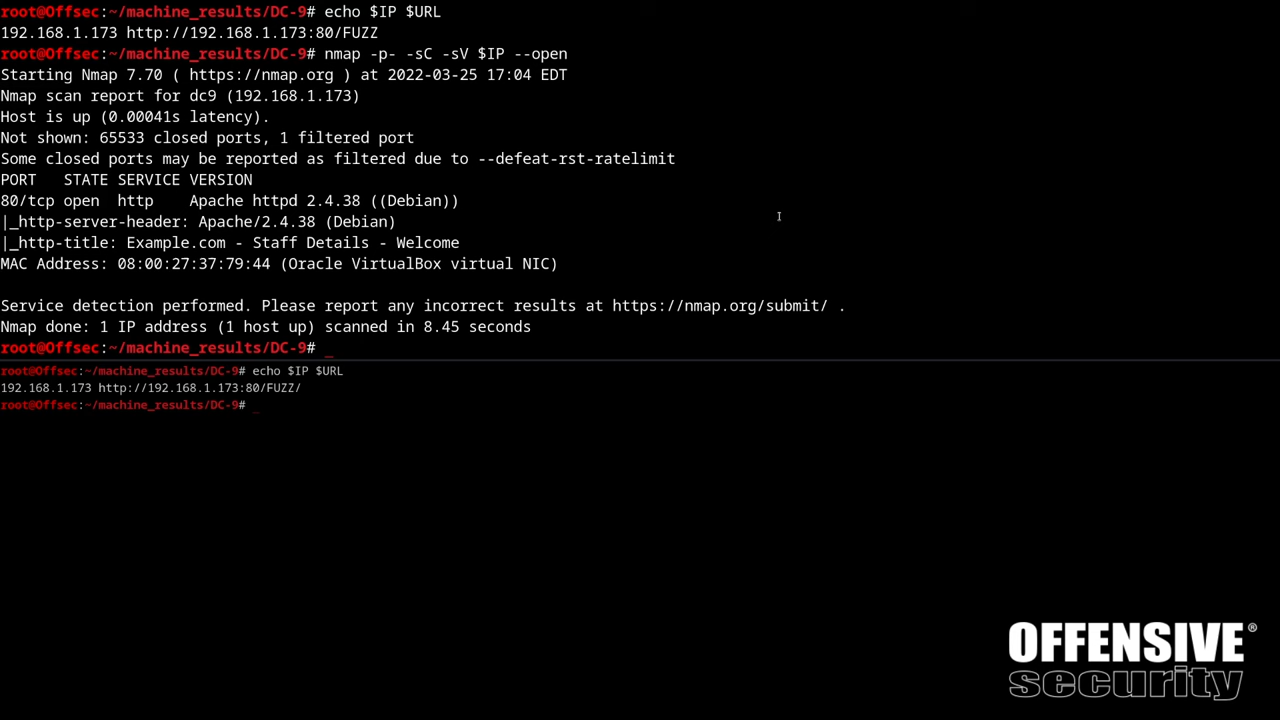 root@Offsec:~/machine_results/DC-9# echo $IP $URL
192.168.1.173 http://192.168.1.173:80/FUZZ
root@Offsec:~/machine_results/DC-9# nmap -p- -sC -sV $IP --open
Starting Nmap 7.70 ( https://nmap.org ) at 2022-03-25 17:04 EDT
Nmap scan report for dc9 (192.168.1.173)
Host is up (0.00041s latency).
Not shown: 65533 closed ports, 1 filtered port
Some closed ports may be reported as filtered due to --defeat-rst-ratelimit
PORT   STATE SERVICE VERSION
80/tcp open  http    Apache httpd 2.4.38 ((Debian))
|_http-server-header: Apache/2.4.38 (Debian)
|_http-title: Example.com - Staff Details - Welcome
MAC Address: 08:00:27:37:79:44 (Oracle VirtualBox virtual NIC)
Service detection performed. Please report any incorrect results at https://nmap.org/submit/ .
Nmap done: 1 IP address (1 host up) scanned in 8.45 seconds
root@Offsec:~/machine_results/DC-9# _
root@Offsec:~/machine_results/DC-9# echo $IP $URL
192.168.1.173 http://192.168.1.173:80/FUZZ/
root@Offsec:~/machine_results/DC-9# _
OFFENSIVE®
security